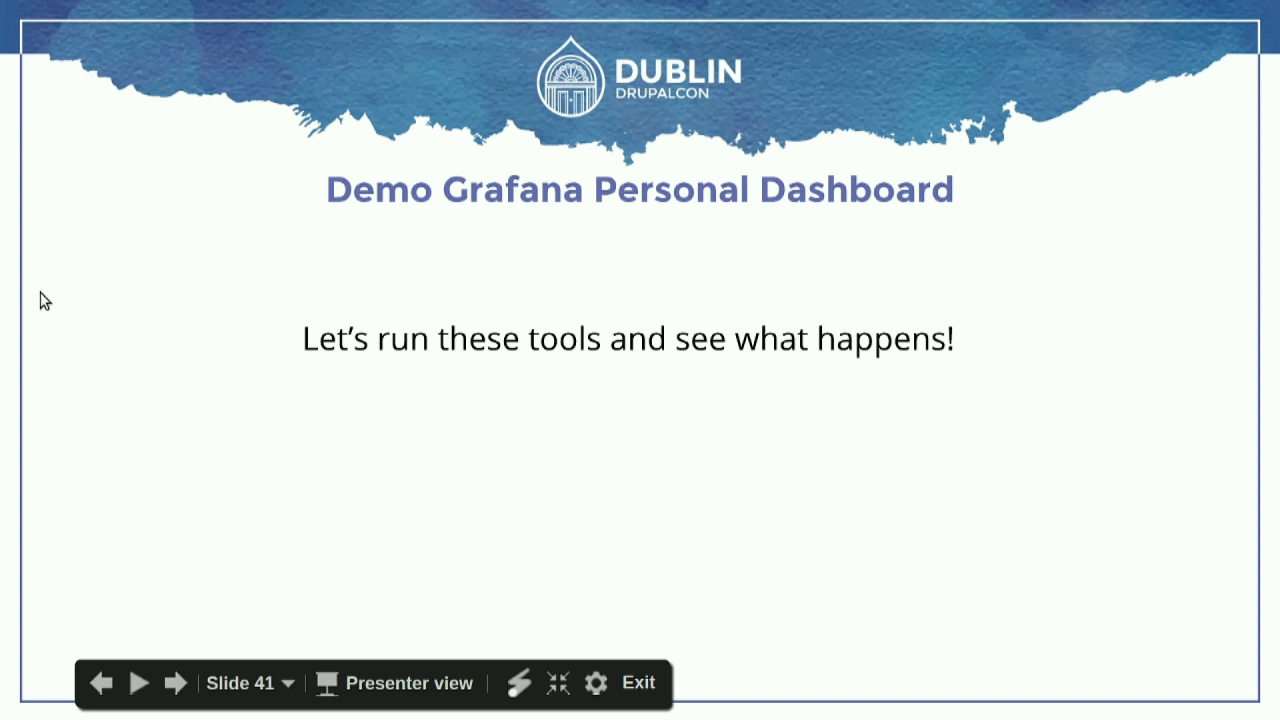 DUBLIN
DRUPALCON
Demo Grafana Personal Dashboard
Let’s run these tools and see what happens!
Slide 41
Presenter view
Exit